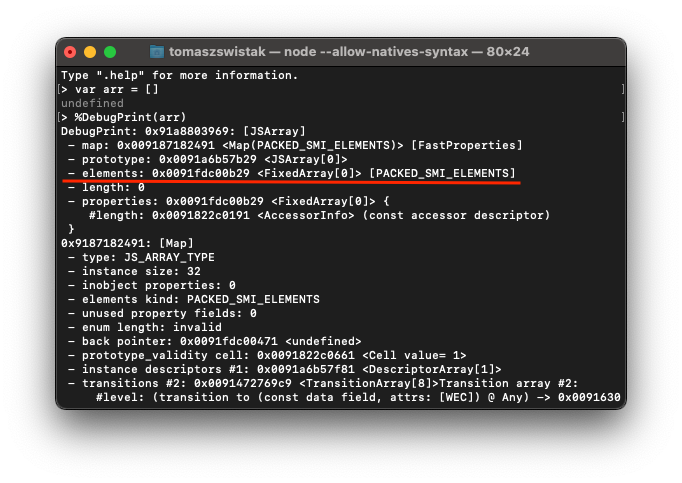 tomaszswistak — node --allow-natives-syntax — 80×24
Type ".help" for more information.
[> var arr = [] ]
undefined
[> %DebugPrint(arr) ]
DebugPrint: 0x91a8803969: [JSArray]
 - map: 0x009187182491 <Map(PACKED_SMI_ELEMENTS)> [FastProperties]
 - prototype: 0x0091a6b57b29 <JSArray[0]>
 - elements: 0x0091fdc00b29 <FixedArray[0]> [PACKED_SMI_ELEMENTS]
 - length: 0
 - properties: 0x0091fdc00b29 <FixedArray[0]> {
    #length: 0x0091822c0191 <AccessorInfo> (const accessor descriptor)
 }
0x9187182491: [Map]
 - type: JS_ARRAY_TYPE
 - instance size: 32
 - inobject properties: 0
 - elements kind: PACKED_SMI_ELEMENTS
 - unused property fields: 0
 - enum length: invalid
 - back pointer: 0x0091fdc00471 <undefined>
 - prototype_validity cell: 0x0091822c0661 <Cell value= 1>
 - instance descriptors #1: 0x0091a6b57f81 <DescriptorArray[1]>
 - transitions #2: 0x0091472769c9 <TransitionArray[8]>Transition array #2:
     #level: (transition to (const data field, attrs: [WEC]) @ Any) -> 0x0091630